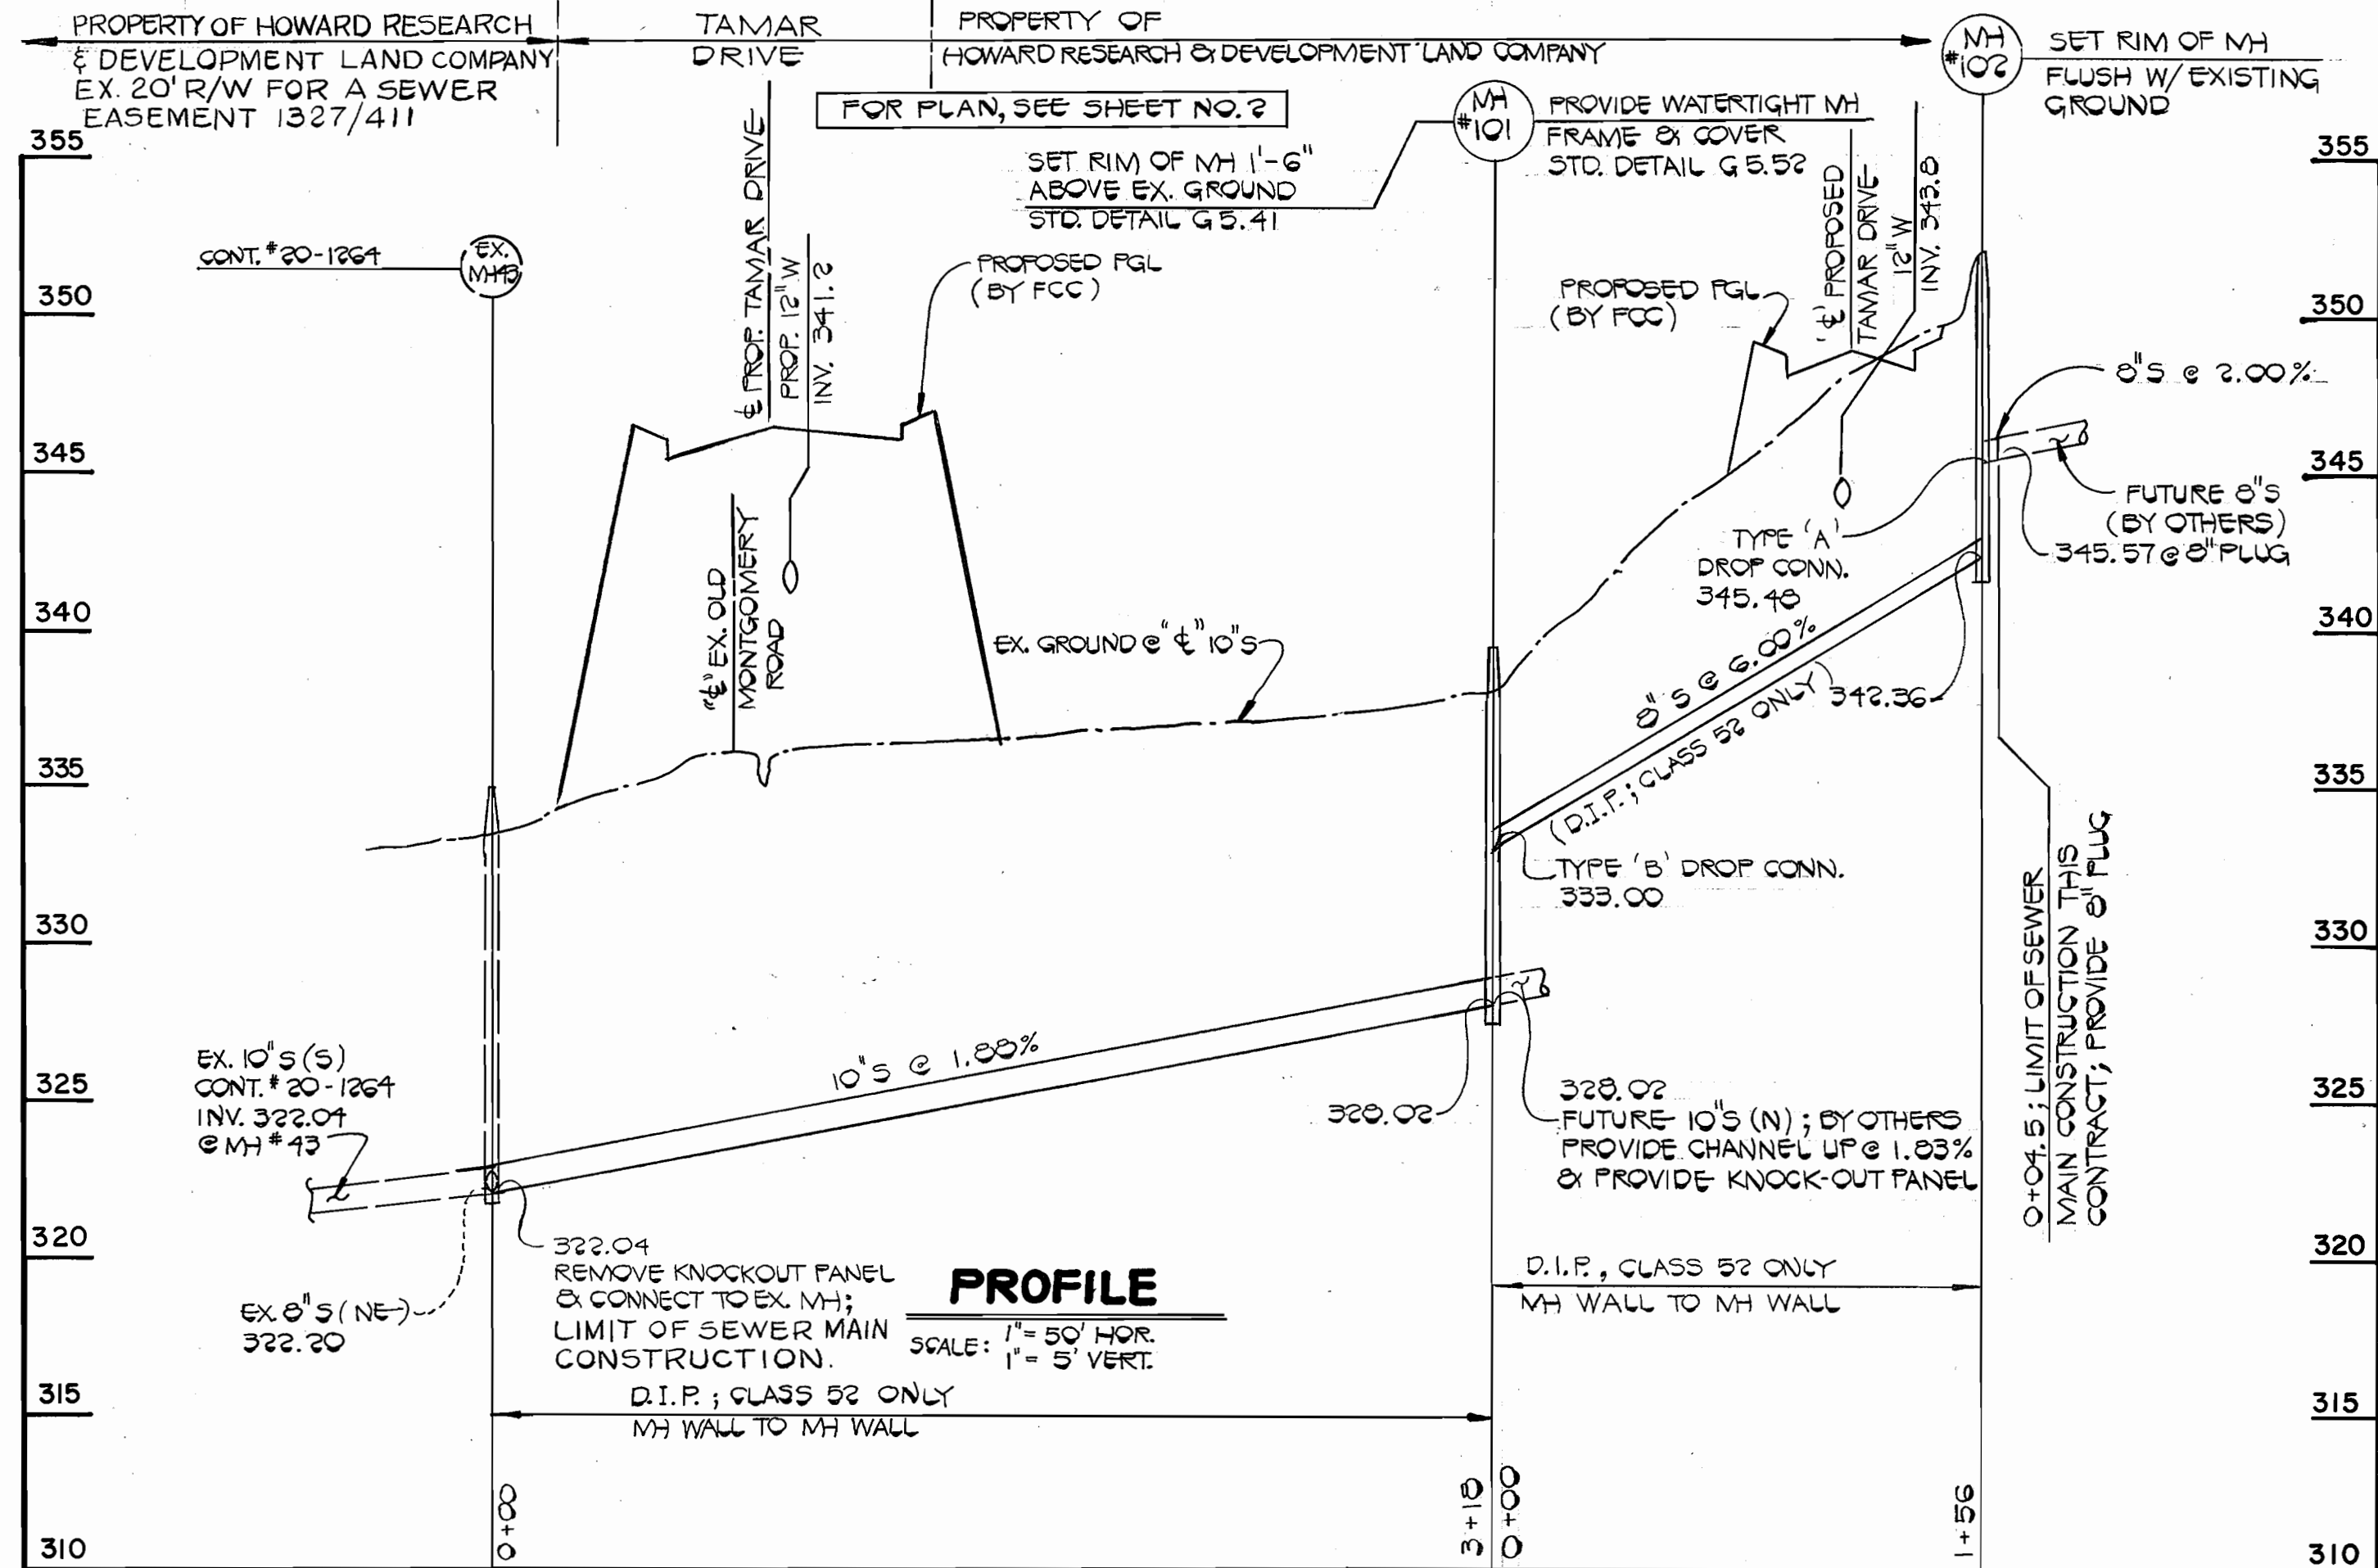 PROPERTY OF HOWARD RESEARCH
& DEVELOPMENT LAND COMPANY
EX. 20' R/W FOR A SEWER
EASEMENT 1327/411
TAMAR
DRIVE
PROPERTY OF
HOWARD RESEARCH & DEVELOPMENT LAND COMPANY
MH
#102
SET RIM OF MH
FLUSH W/ EXISTING
GROUND
FOR PLAN, SEE SHEET NO. 2
MH
#101
PROVIDE WATERTIGHT MH
FRAME & COVER
STD. DETAIL G 5.52
SET RIM OF MH 1'-6"
ABOVE EX. GROUND
STD. DETAIL G 5.41
CONT. #20-1264
EX.
MH43
℄ PROP. TAMAR DRIVE
PROP. 12" W
INV. 341.2
PROPOSED PGL
(BY FCC)
PROPOSED PGL
(BY FCC)
"℄" PROPOSED
TAMAR DRIVE
12" W
INV. 343.8
8"S @ 2.00%
FUTURE 8"S
(BY OTHERS)
345.57 @ 8" PLUG
TYPE 'A'
DROP CONN.
345.48
"℄" EX. OLD
MONTGOMERY
ROAD
EX. GROUND @ "℄" 10"S
8" S @ 6.00%
(D.I.P.; CLASS 52 ONLY)
342.36
TYPE 'B' DROP CONN.
333.00
10"S @ 1.88%
EX. 10"S (S)
CONT. #20-1264
INV. 322.04
@ MH #43
328.02
328.02
FUTURE 10"S (N); BY OTHERS
PROVIDE CHANNEL UP @ 1.83%
& PROVIDE KNOCK-OUT PANEL
0+04.5; LIMIT OF SEWER
MAIN CONSTRUCTION THIS
CONTRACT; PROVIDE 8" PLUG
EX. 8"S (NE)
322.20
322.04
REMOVE KNOCKOUT PANEL
& CONNECT TO EX. MH;
LIMIT OF SEWER MAIN
CONSTRUCTION.
PROFILE
SCALE: 1" = 50' HOR.
1" = 5' VERT.
D.I.P., CLASS 52 ONLY
MH WALL TO MH WALL
D.I.P.; CLASS 52 ONLY
MH WALL TO MH WALL
0+00
3+18
0+00
1+56
355
350
345
340
335
330
325
320
315
310
355
350
345
340
335
330
325
320
315
310